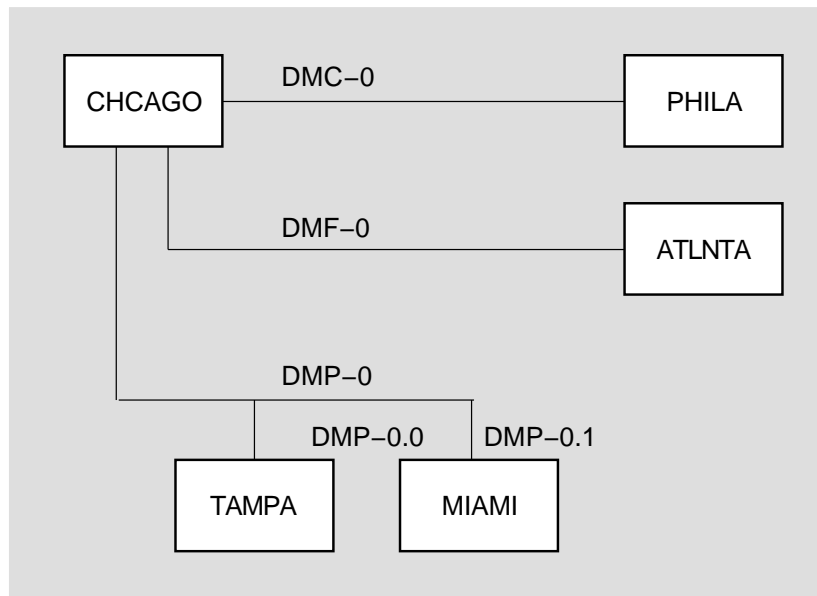 DMC–0
CHCAGO
PHILA
DMF–0
ATLNTA
DMP–0
DMP–0.0
DMP–0.1
TAMPA
MIAMI